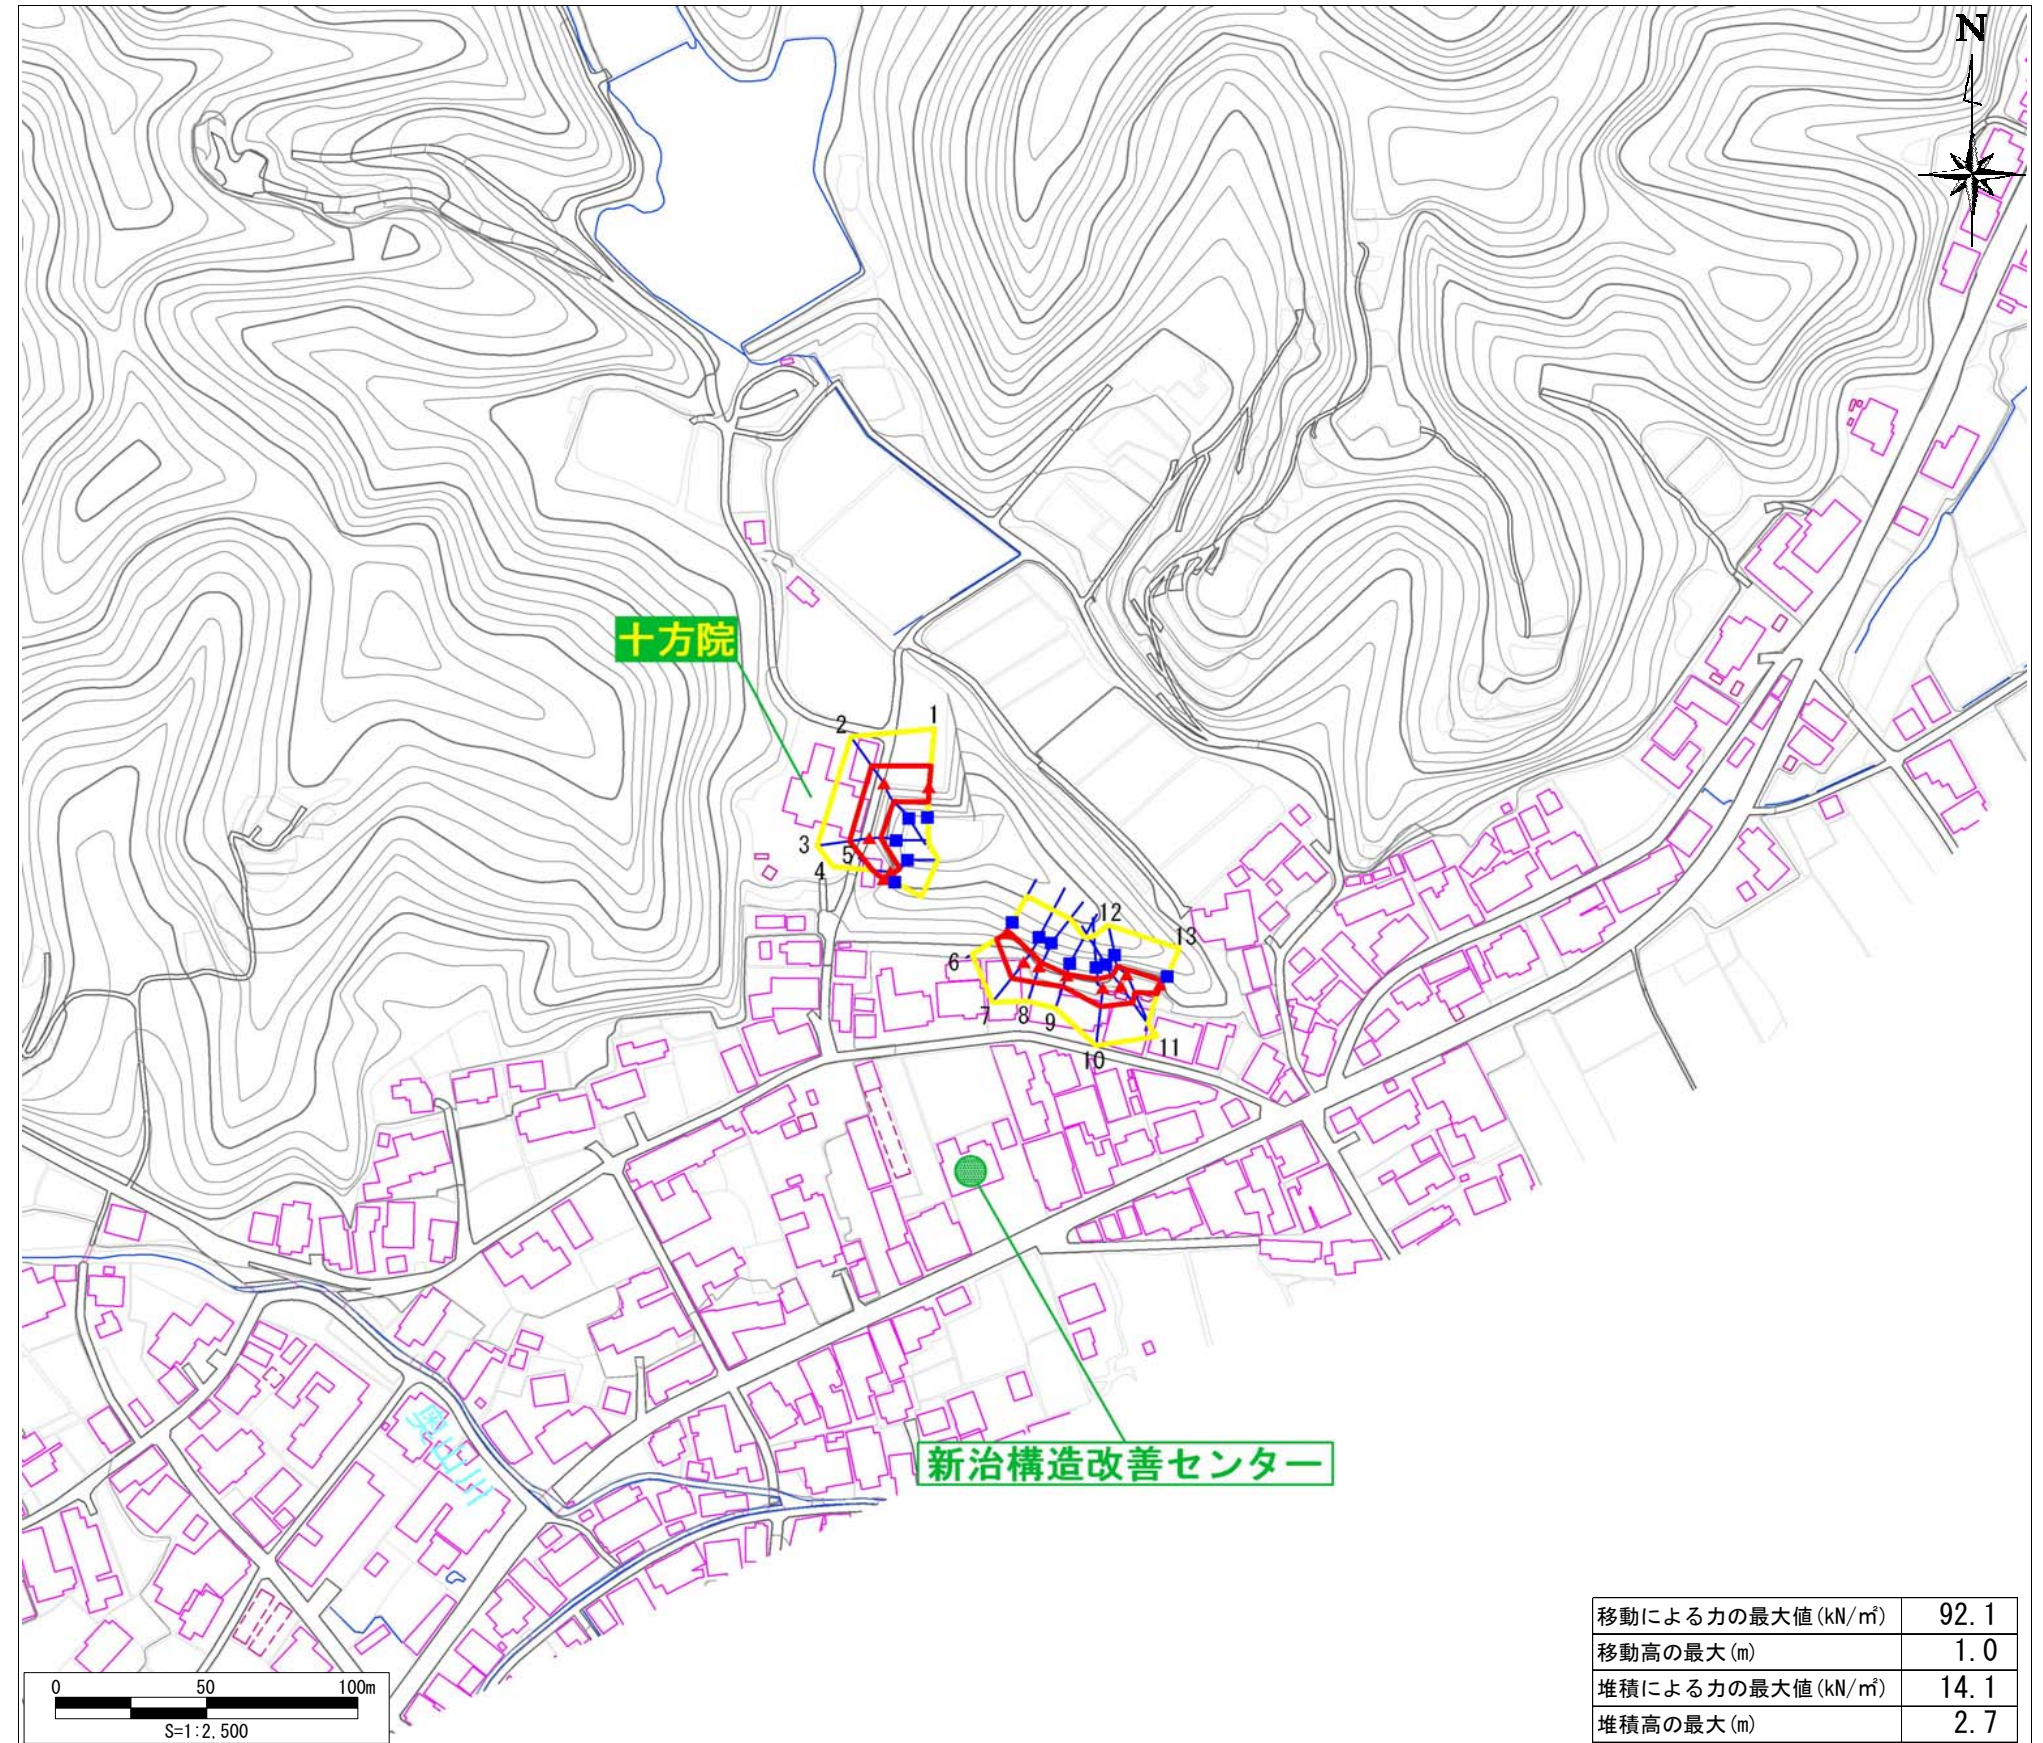 N
十方院
1
2
3
4
5
6
7
8
9
10
11
12
13
新治構造改善センター
奥山川
0 50 100m
S=1:2,500
移動による力の最大値(kN/㎡) 92.1
移動高の最大(m) 1.0
堆積による力の最大値(kN/㎡) 14.1
堆積高の最大(m) 2.7